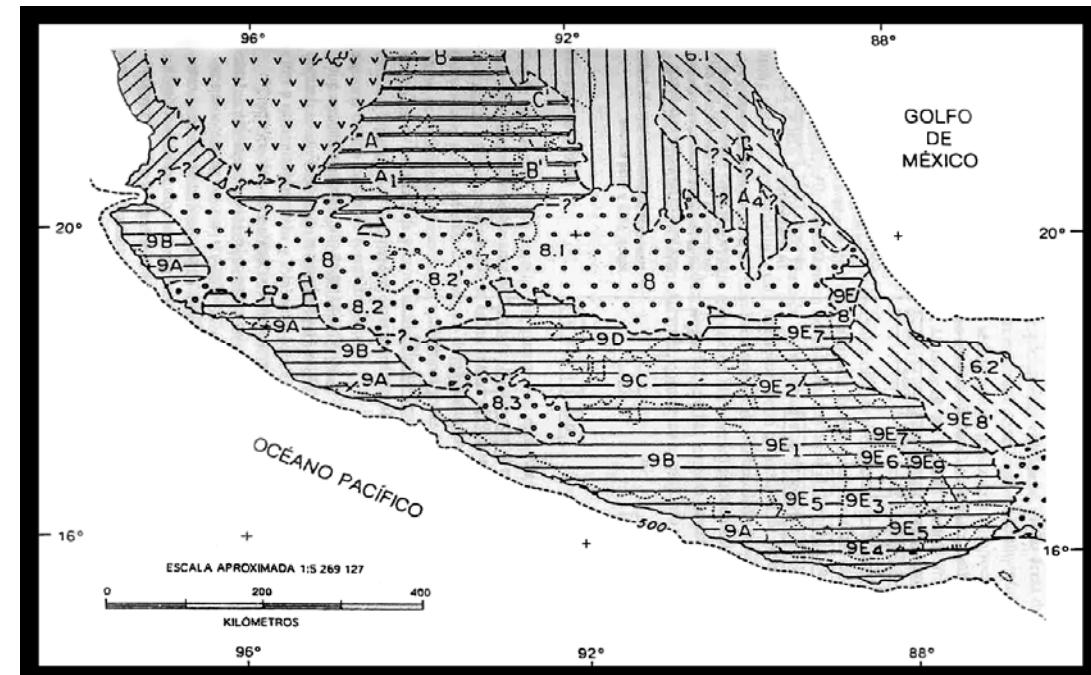 96° 92° 88°
B 6.1
C'
GOLFO
DE
MÉXICO
C A
? ? ? A1 B' ? A4 ?
20° 20°
9B 8.1
9A 8 8.2 8 9E
8.2 8'
9A 9D 9E7
9B
9A 9C 9E2 6.2
8.3
9E8'
9E7
OCÉANO PACÍFICO 9B 9E1 9E6 9E9
9E5 9E3
500 9A 9E5
16° 9E4 16°
ESCALA APROXIMADA 1:5 269 127
0 200 400
KILÓMETROS
96° 92° 88°